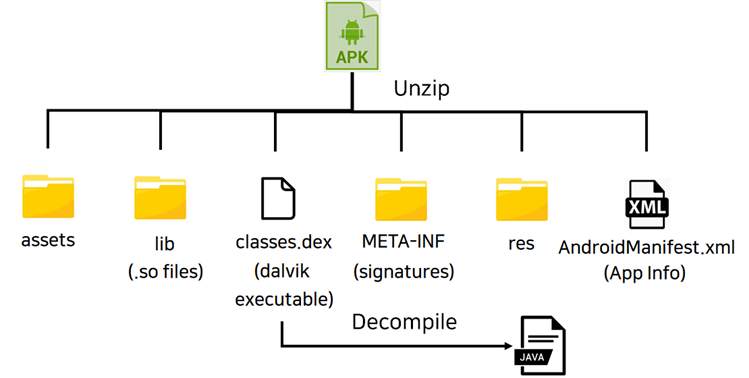 APK
Unzip
assets
lib
(.so files)
classes.dex
(dalvik
executable)
META-INF
(signatures)
res
XML
AndroidManifest.xml
(App Info)
Decompile
JAVA